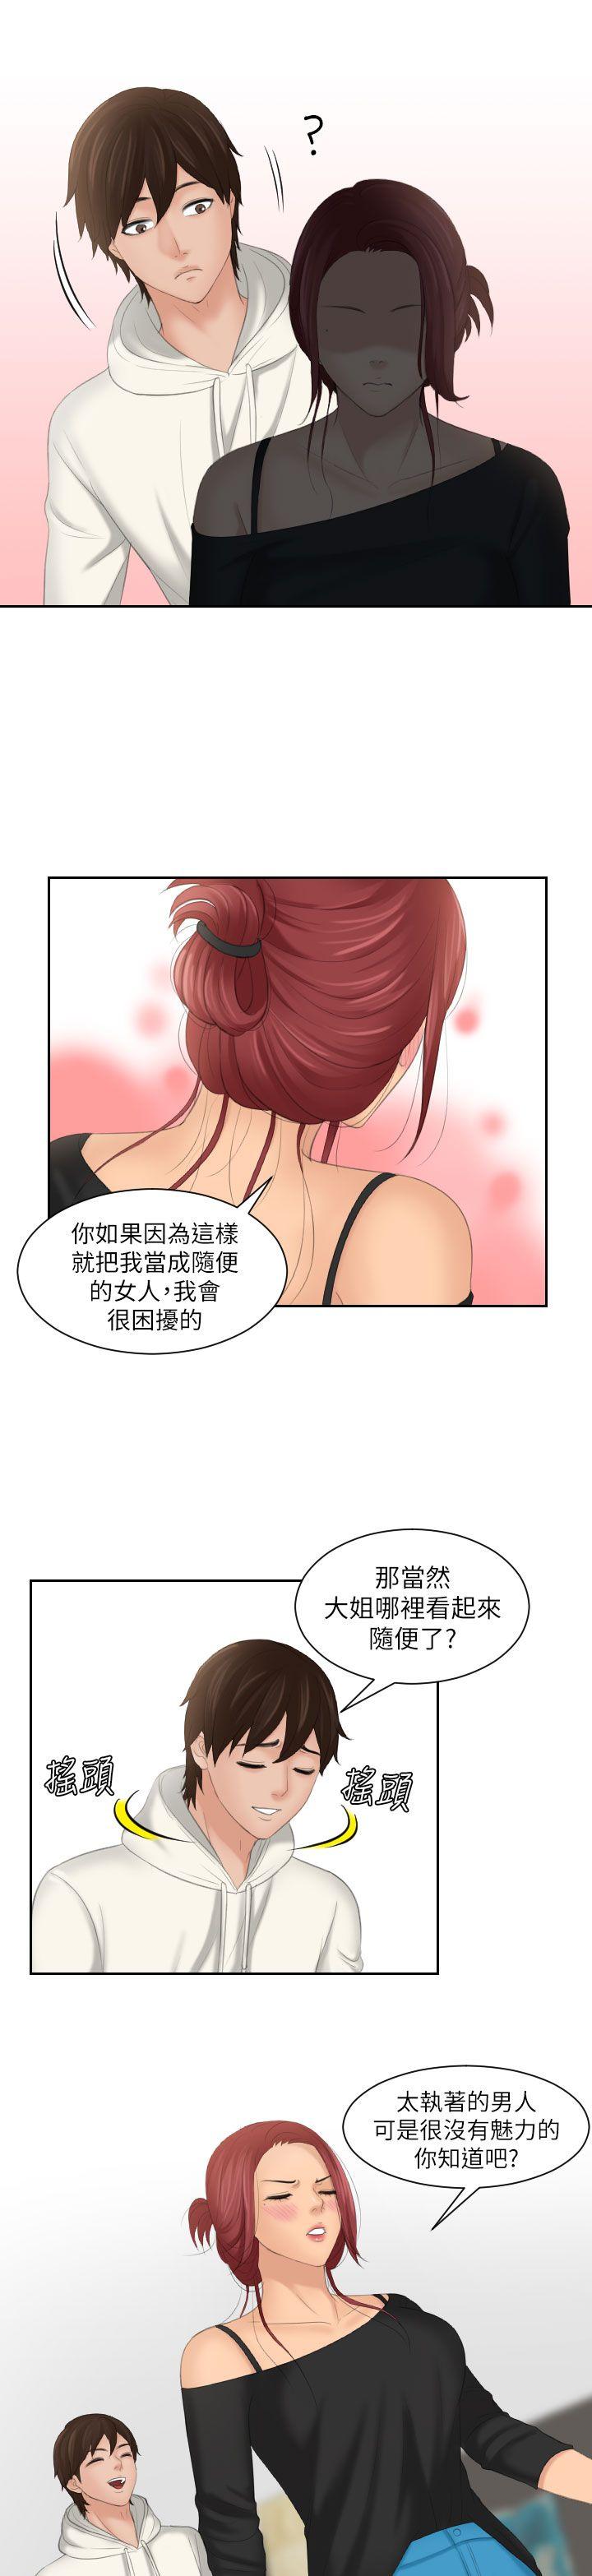 ?
你如果因為這樣
就把我當成隨便
的女人，我會
很困擾的
那當然
大姐哪裡看起來
隨便了?
搖頭
搖頭
太執著的男人
可是很沒有魅力的
你知道吧?